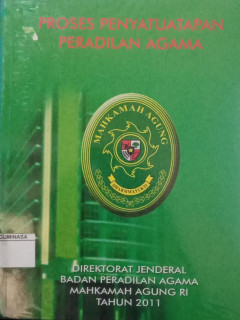 PROSES PENYATUATAPAN
PERADILAN AGAMA
MAHKAMAH AGUNG
DIREKTORAT JENDERAL
BADAN PERADILAN AGAMA
MAHKAMAH AGUNG RI
TAHUN 2011